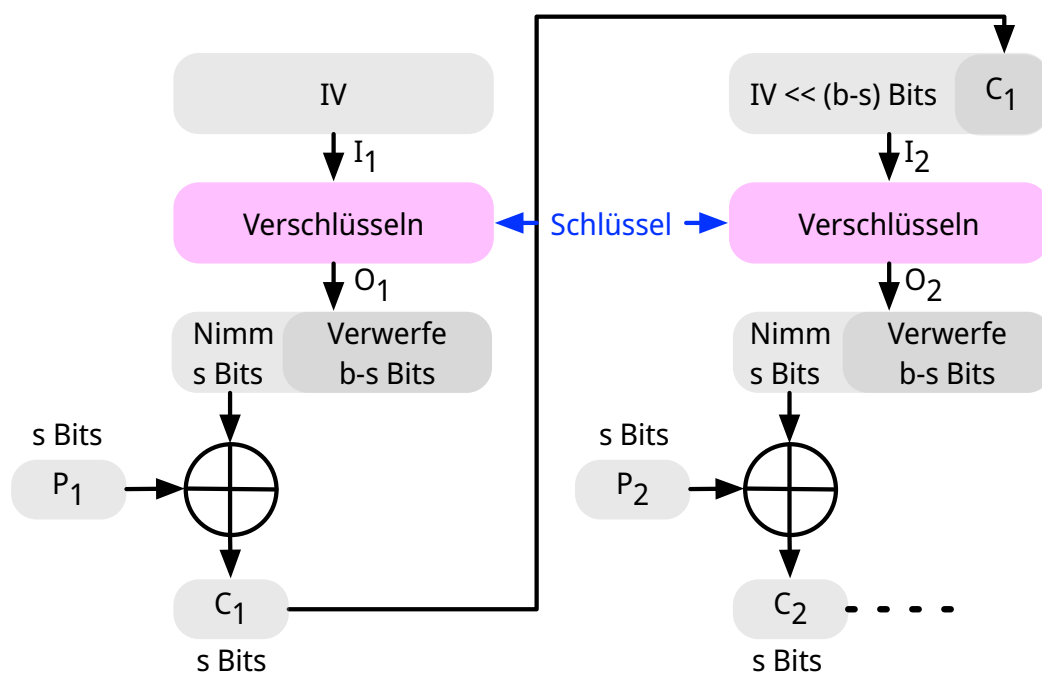 IV
IV << (b-s) Bits
C1
I1
I2
Verschlüsseln
Schlüssel
Verschlüsseln
O1
O2
Nimm
s Bits
Verwerfe
b-s Bits
Nimm
s Bits
Verwerfe
b-s Bits
s Bits
P1
s Bits
P2
C1
s Bits
C2
s Bits